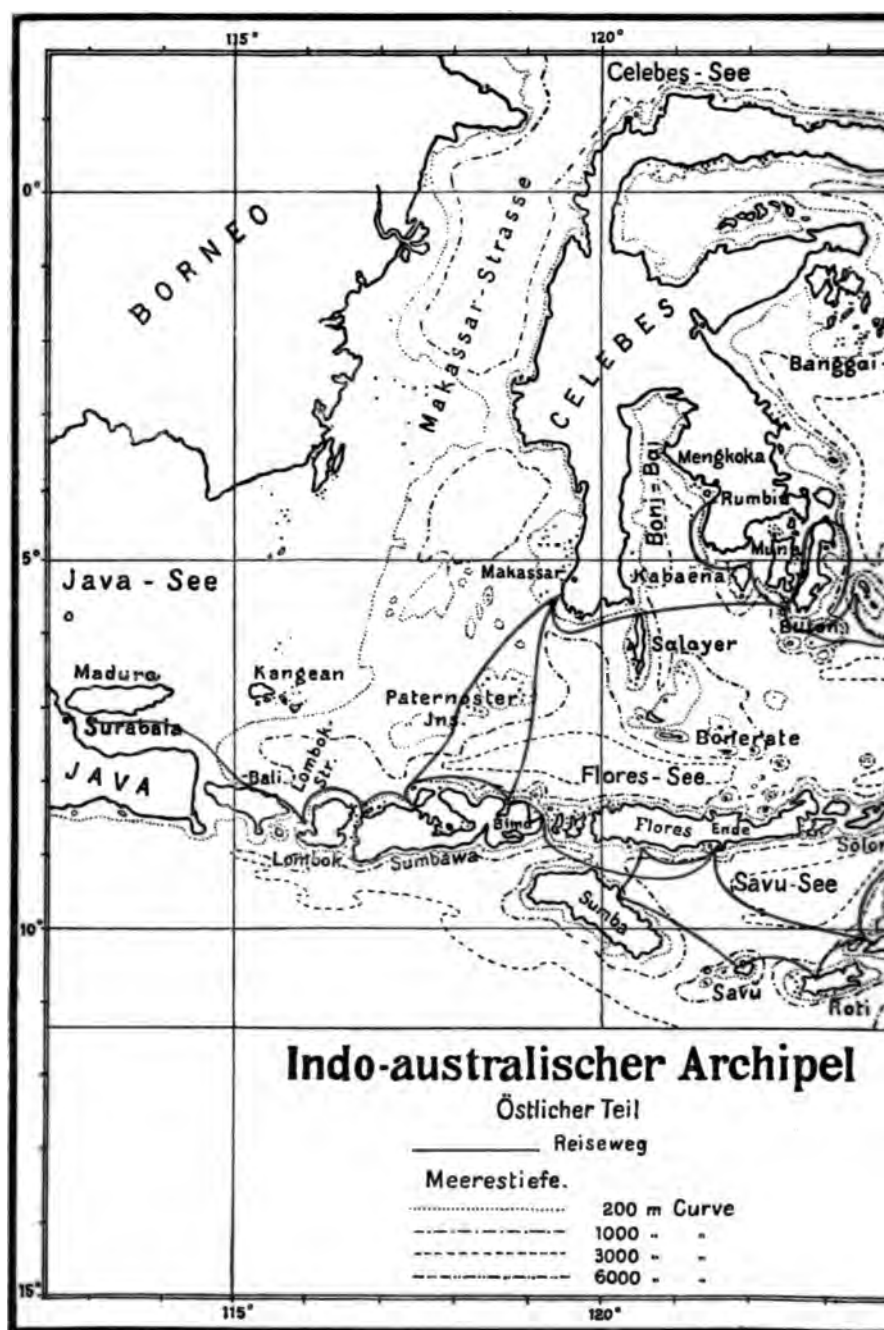 115°
120°
Celebes-See
0°
BORNEO
Makassar-Strasse
CELEBES
Banggai-
Mengkoka
Boni-Bai
Rumbia
5°
Java-See
Makassar
Muna
Kabaena
Buton
Salayer
Madura
Kangean
Paternoster
Jns.
Surabaia
Bonerate
Lombok-
Str.
Bali
Flores-See
JAVA
Bima
Flores
Ende
Solor
Lombok
Sumbawa
Savu-See
Sumba
10°
Savu
Roti
Indo-australischer Archipel
Östlicher Teil
Reiseweg
Meerestiefe.
200 m Curve
1000 " "
3000 " "
6000 " "
15°
115°
120°